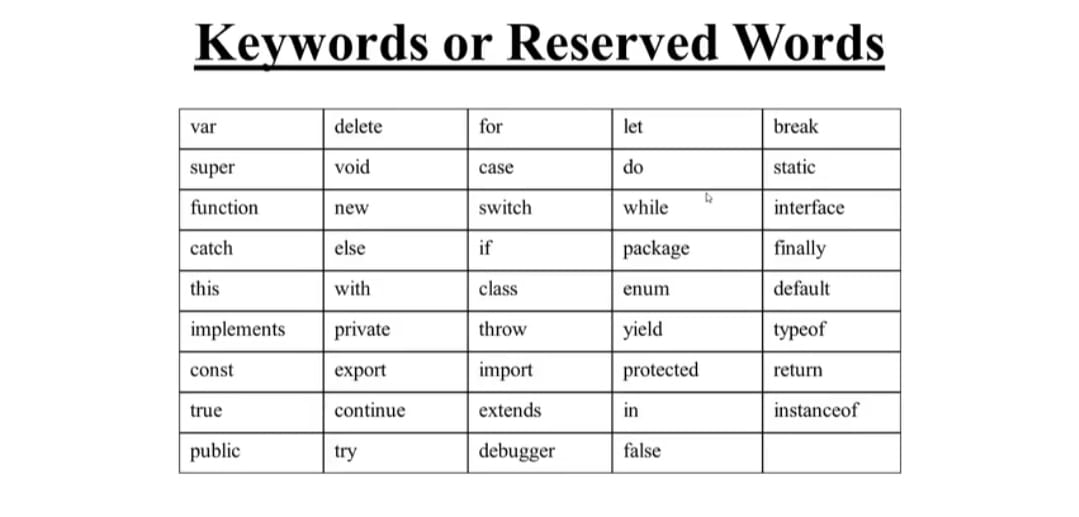 Keywords or Reserved Words
var delete for let break
super void case do static
function new switch while interface
catch else if package finally
this with class enum default
implements private throw yield typeof
const export import protected return
true continue extends in instanceof
public try debugger false